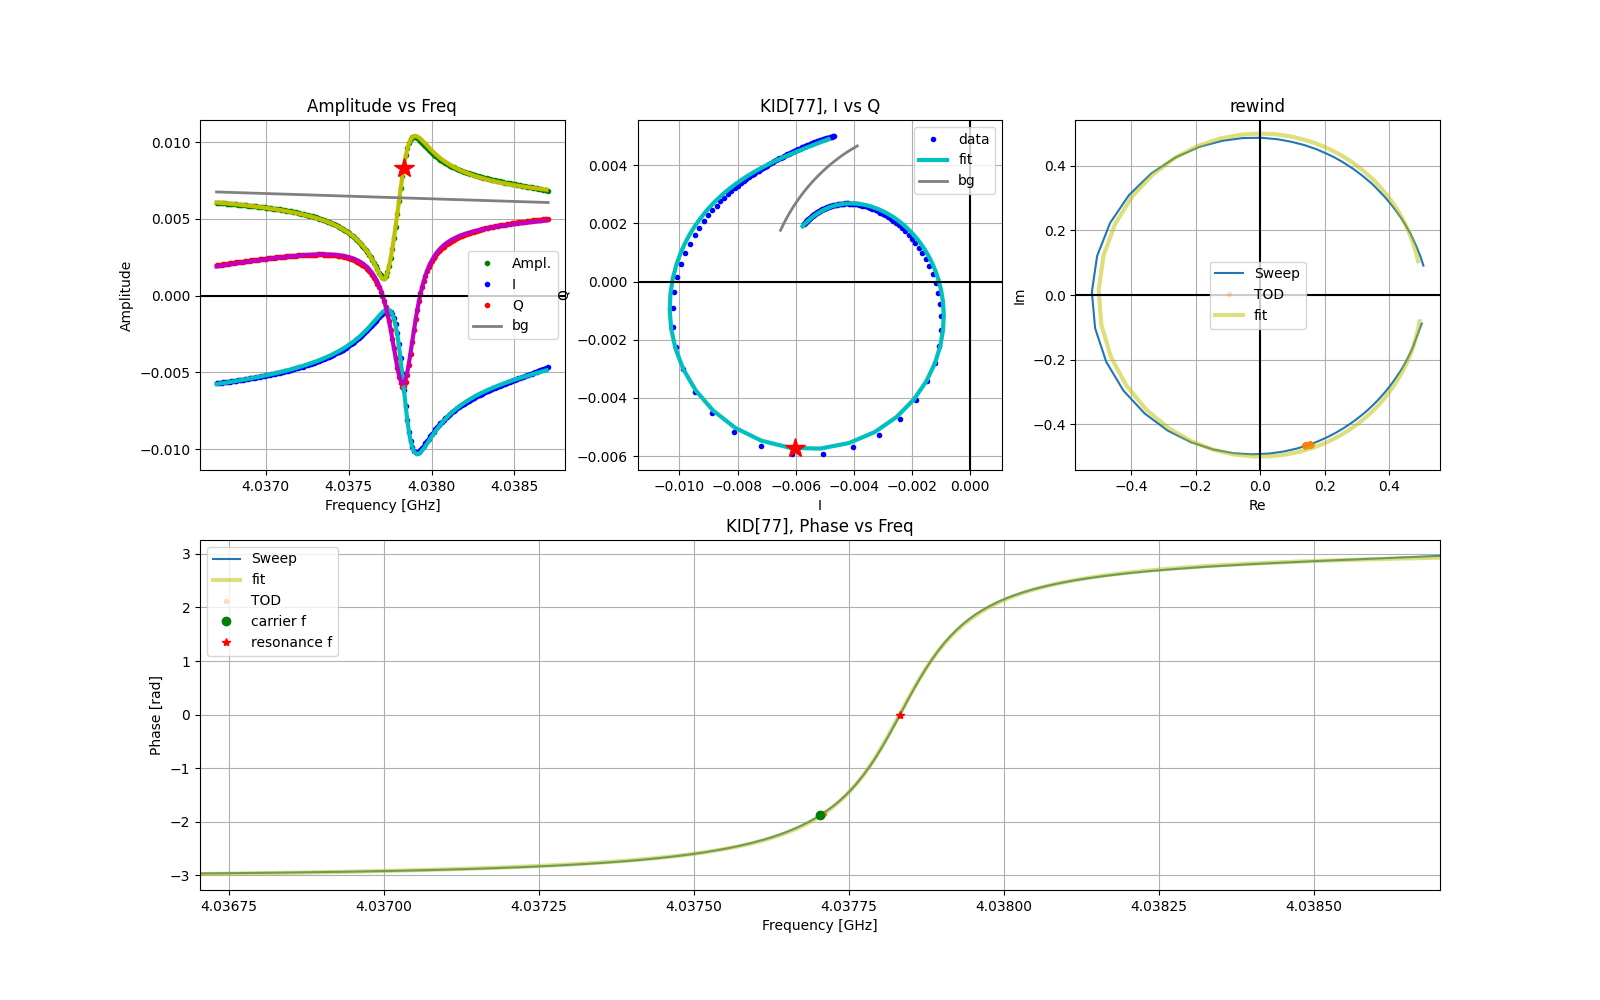 Amplitude vs Freq
Amplitude
0.010
0.005
0.000
−0.005
−0.010
Ampl.
I
Q
bg
4.0370
4.0375
4.0380
4.0385
Frequency [GHz]
KID[77], I vs Q
Q
0.004
0.002
0.000
−0.002
−0.004
−0.006
data
fit
bg
−0.010
−0.008
−0.006
−0.004
−0.002
0.000
I
rewind
Im
0.4
0.2
0.0
−0.2
−0.4
Sweep
TOD
fit
−0.4
−0.2
0.0
0.2
0.4
Re
KID[77], Phase vs Freq
Phase [rad]
3
2
1
0
−1
−2
−3
Sweep
fit
TOD
carrier f
resonance f
4.03675
4.03700
4.03725
4.03750
4.03775
4.03800
4.03825
4.03850
Frequency [GHz]